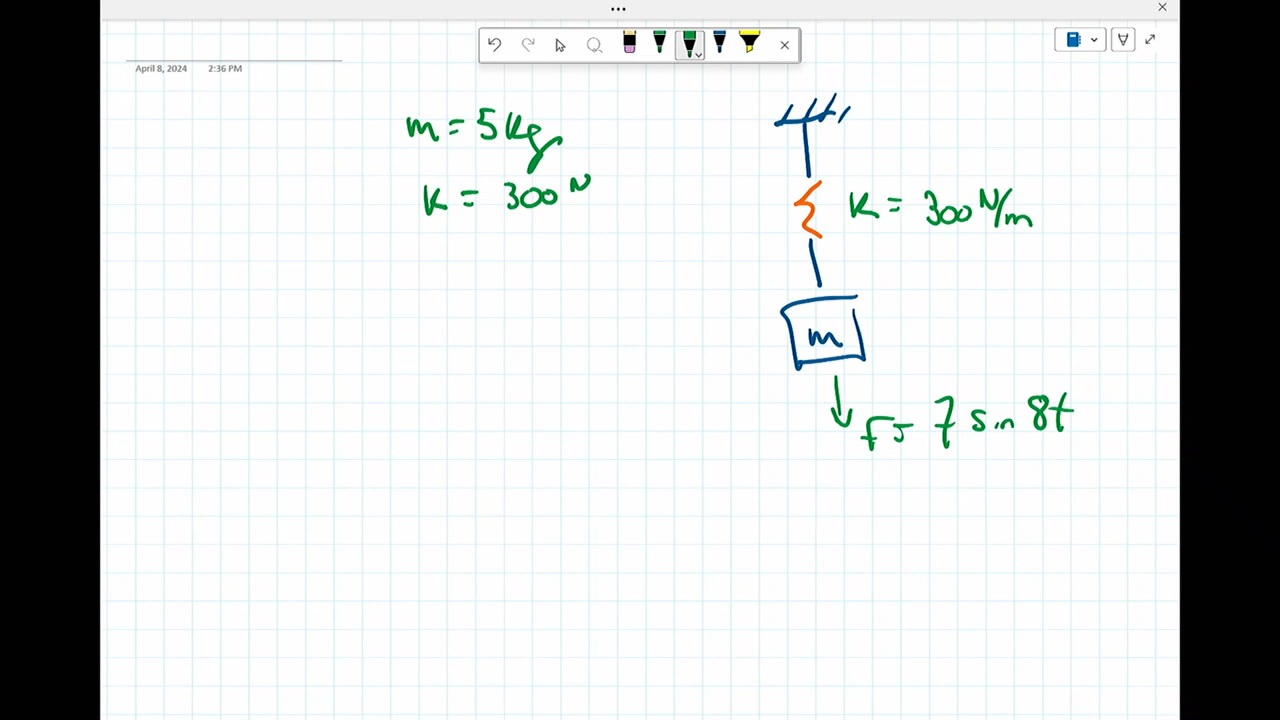 April 8, 2024 2:36 PM
m = 5 kg
K = 300 N
K = 300 N/m
m
F = 7 sin 8t